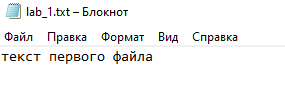 lab_1.txt – Блокнот
Файл Правка Формат Вид Справка
текст первого файла